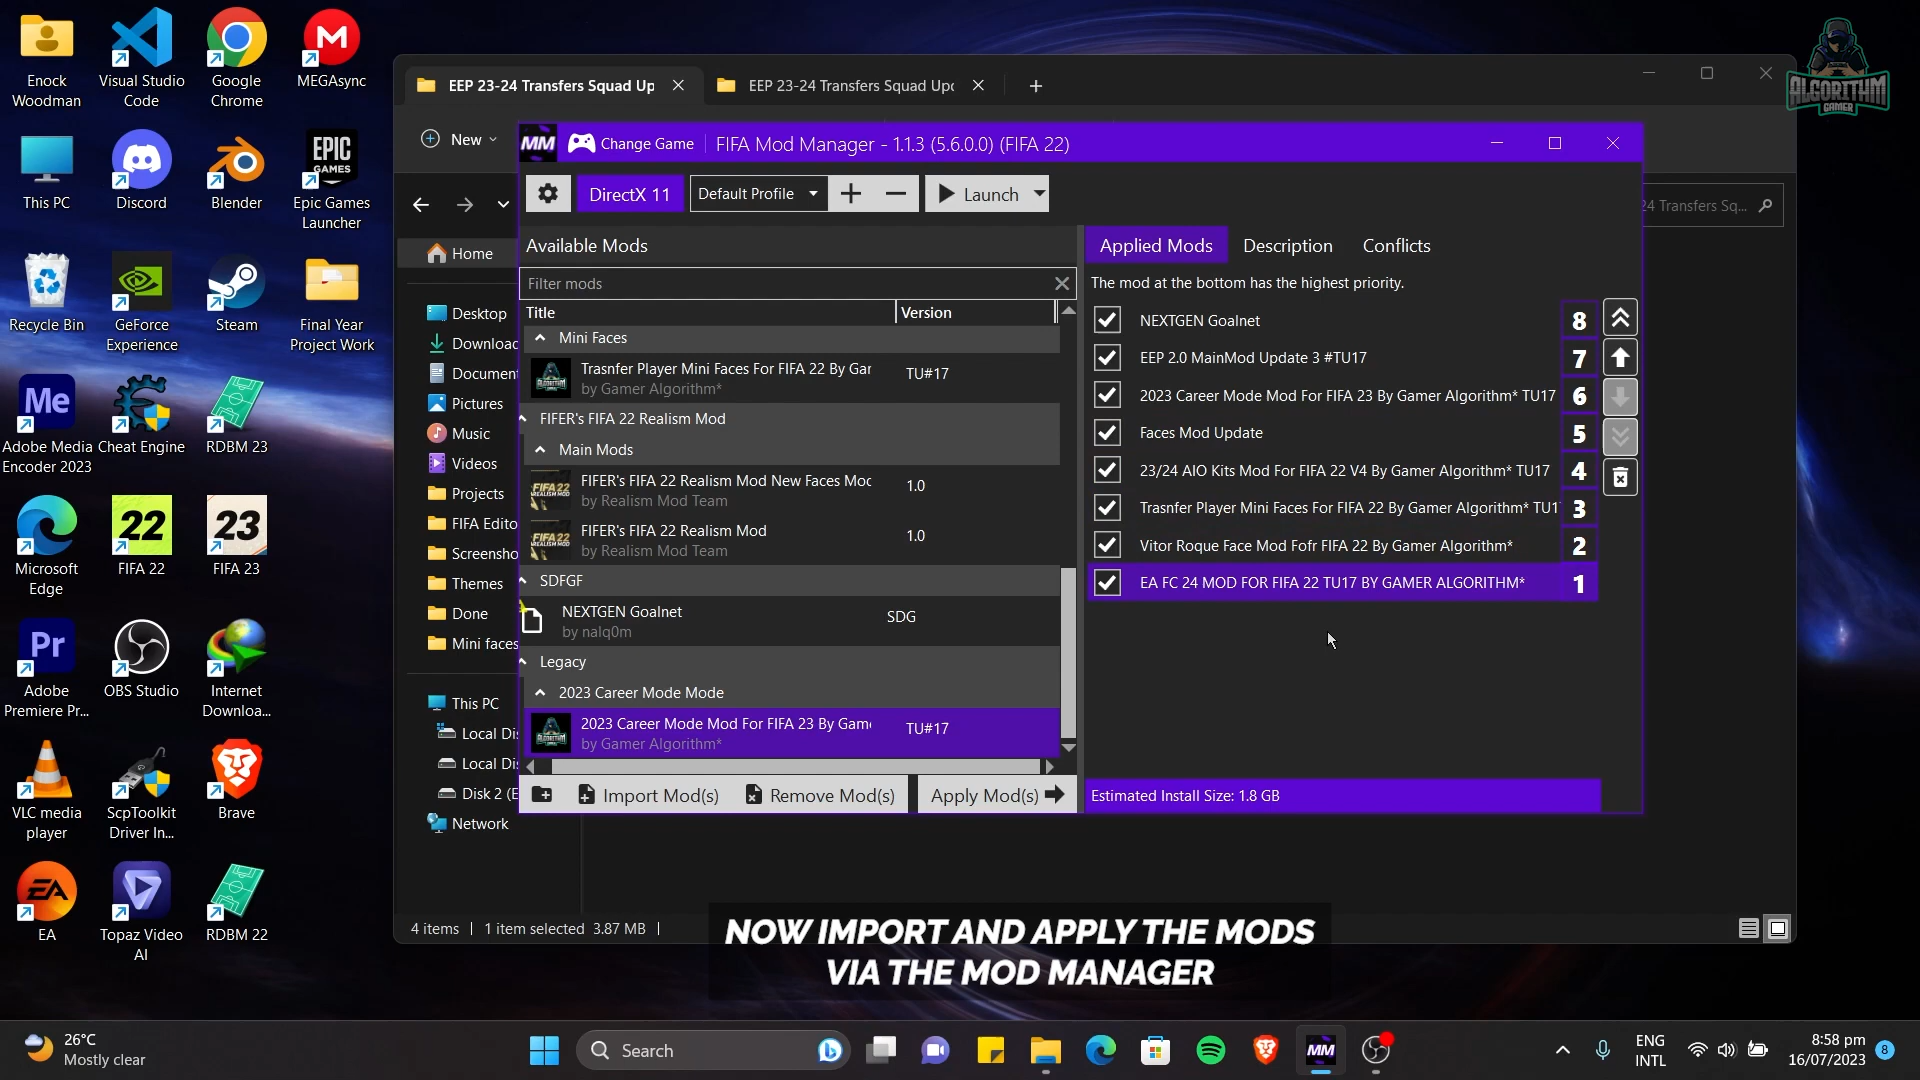 Enock
Woodman
Visual Studio
Code
Google
Chrome
MEGAsync
This PC
Discord
Blender
EPIC
GAMES
Epic Games
Launcher
Recycle Bin
GeForce
Experience
Steam
Final Year
Project Work
Me
Adobe Media
Encoder 2023
Cheat Engine
RDBM 23
Microsoft
Edge
22
FIFA 22
23
FIFA 23
Pr
Adobe
Premiere Pr...
OBS Studio
Internet
Downloa...
VLC media
player
ScpToolkit
Driver In...
Brave
EA
EA
Topaz Video
AI
RDBM 22
ALGORITHM
GAMER
EEP 23-24 Transfers Squad Up
EEP 23-24 Transfers Squad Upd
New
24 Transfers Sq...
Home
Desktop
Downloac
Document
Pictures
Music
Videos
Projects
FIFA Edito
Screensho
Themes
Done
Mini faces
This PC
Local Dis
Local Dis
Disk 2 (E
Network
4 items
1 item selected 3.87 MB
MM
Change Game
FIFA Mod Manager - 1.1.3 (5.6.0.0) (FIFA 22)
DirectX 11
Default Profile
Launch
Available Mods
Filter mods
Title
Version
Mini Faces
Trasnfer Player Mini Faces For FIFA 22 By Gar
by Gamer Algorithm*
TU#17
FIFER's FIFA 22 Realism Mod
Main Mods
FIFER's FIFA 22 Realism Mod New Faces Moc
by Realism Mod Team
1.0
FIFER's FIFA 22 Realism Mod
by Realism Mod Team
1.0
SDFGF
NEXTGEN Goalnet
by nalq0m
SDG
Legacy
2023 Career Mode Mode
2023 Career Mode Mod For FIFA 23 By Game
by Gamer Algorithm*
TU#17
Import Mod(s)
Remove Mod(s)
Apply Mod(s)
Applied Mods
Description
Conflicts
The mod at the bottom has the highest priority.
NEXTGEN Goalnet 8
EEP 2.0 MainMod Update 3 #TU17 7
2023 Career Mode Mod For FIFA 23 By Gamer Algorithm* TU17 6
Faces Mod Update 5
23/24 AIO Kits Mod For FIFA 22 V4 By Gamer Algorithm* TU17 4
Trasnfer Player Mini Faces For FIFA 22 By Gamer Algorithm* TU1 3
Vitor Roque Face Mod Fofr FIFA 22 By Gamer Algorithm* 2
EA FC 24 MOD FOR FIFA 22 TU17 BY GAMER ALGORITHM* 1
Estimated Install Size: 1.8 GB
NOW IMPORT AND APPLY THE MODS
VIA THE MOD MANAGER
26°C
Mostly clear
Search
MM
ENG
INTL
8:58 pm
16/07/2023
8